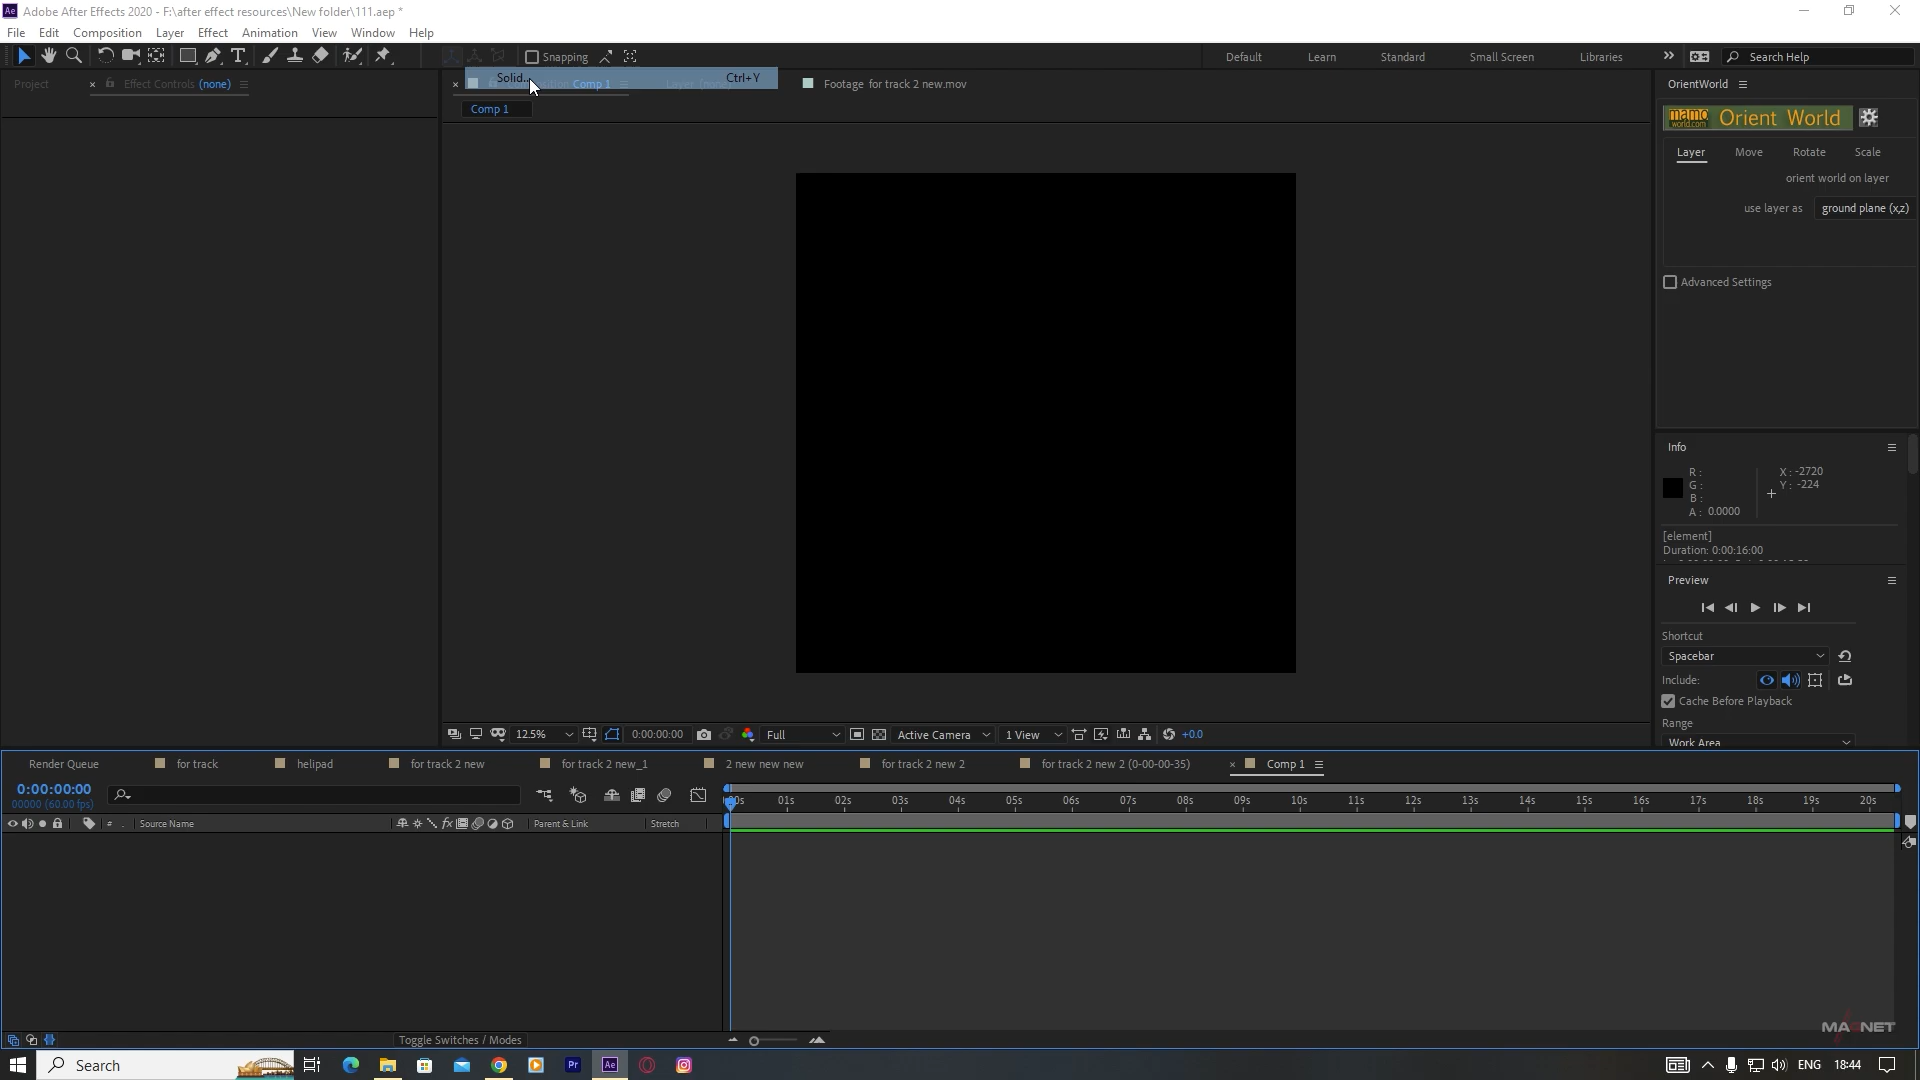 Adobe After Effects 2020 - F:\after effect resources\New folder\111.aep *
File Edit Composition Layer Effect Animation View Window Help
Snapping
Default Learn Standard Small Screen Libraries Search Help
Project Effect Controls (none)
Solid... Ctrl+Y
Comp 1
Footage for track 2 new.mov
Comp 1
OrientWorld
mamoworld.com Orient World
Layer Move Rotate Scale
orient world on layer
use layer as ground plane (x,z)
Advanced Settings
Info
R :
G :
B :
A : 0.0000
X : -2720
Y : -224
[element]
Duration: 0:00:16:00
Preview
Shortcut
Spacebar
Include:
Cache Before Playback
Range
Work Area
12.5% 0:00:00:00 Full Active Camera 1 View +0.0
Render Queue for track helipad for track 2 new for track 2 new_1 2 new new new for track 2 new 2 for track 2 new 2 (0-00-00-35) Comp 1
0:00:00:00
00000 (60.00 fps)
01s 02s 03s 04s 05s 06s 07s 08s 09s 10s 11s 12s 13s 14s 15s 16s 17s 18s 19s 20s
# . Source Name Parent & Link Stretch
Toggle Switches / Modes
Search
Pr Ae
ENG 18:44